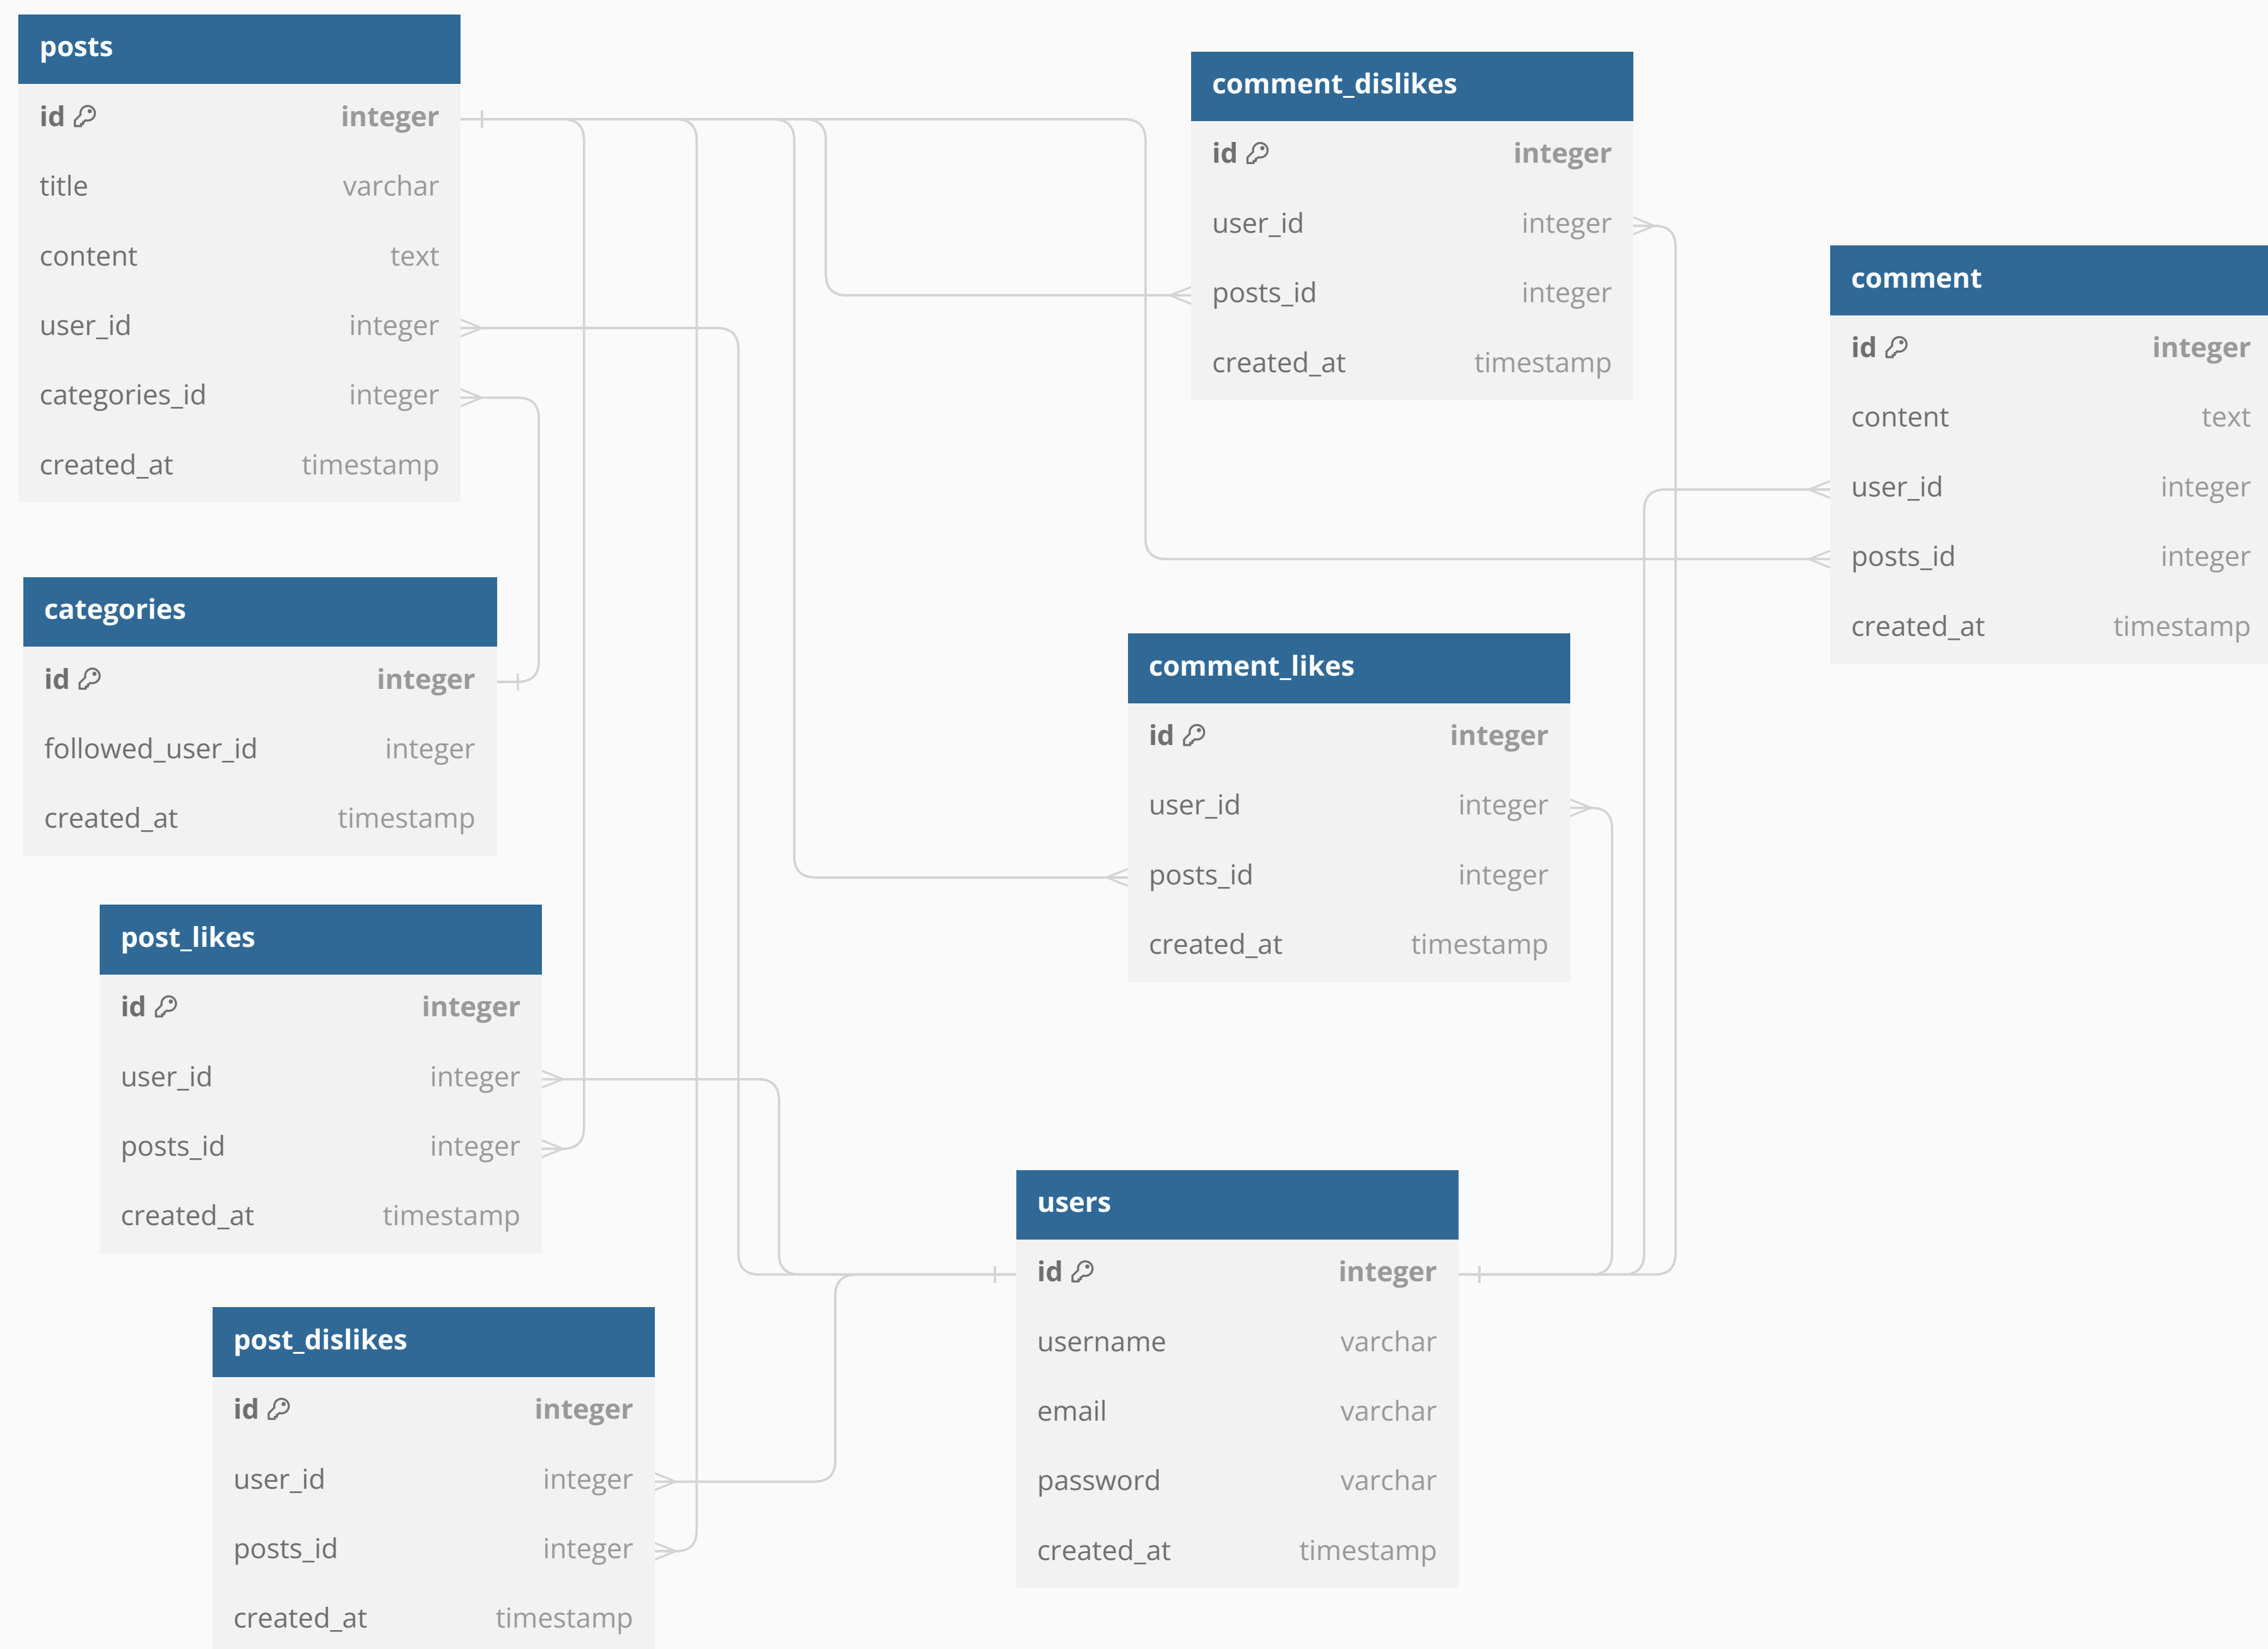 posts
id integer
title varchar
content text
user_id integer
categories_id integer
created_at timestamp
categories
id integer
followed_user_id integer
created_at timestamp
post_likes
id integer
user_id integer
posts_id integer
created_at timestamp
post_dislikes
id integer
user_id integer
posts_id integer
created_at timestamp
comment_dislikes
id integer
user_id integer
posts_id integer
created_at timestamp
comment_likes
id integer
user_id integer
posts_id integer
created_at timestamp
users
id integer
username varchar
email varchar
password varchar
created_at timestamp
comment
id integer
content text
user_id integer
posts_id integer
created_at timestamp